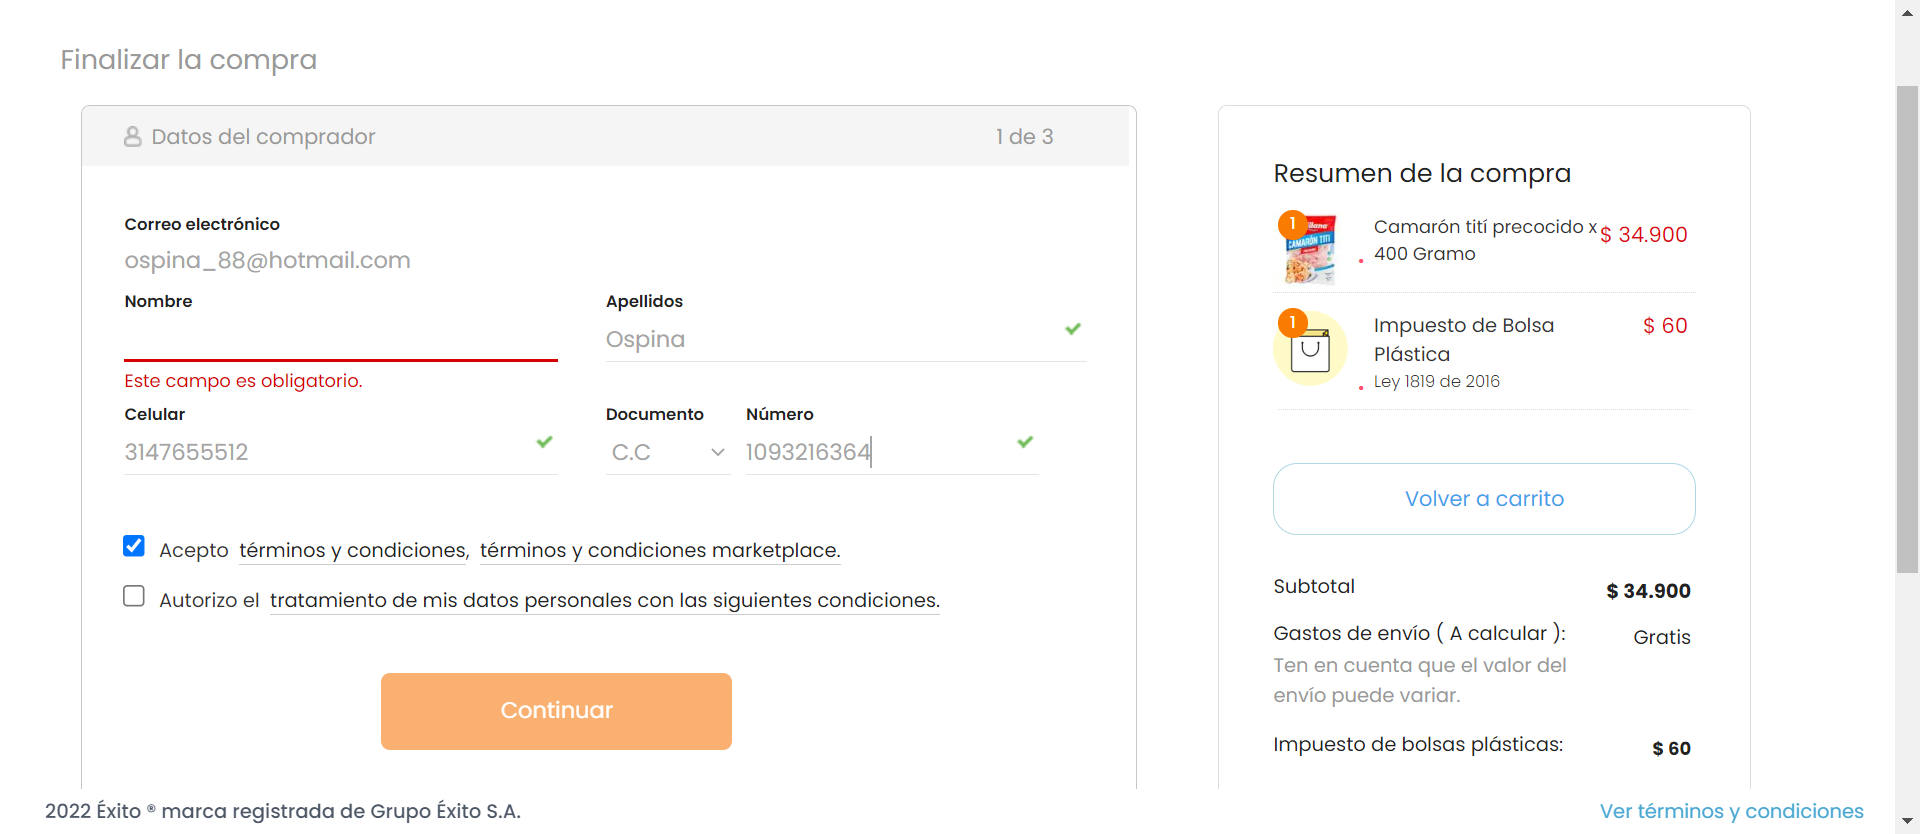 Finalizar la compra
Datos del comprador
1 de 3
Correo electrónico
ospina_88@hotmail.com
Nombre
Apellidos
Ospina
Este campo es obligatorio.
Celular
Documento
Número
3147655512
C.C
1093216364
Acepto términos y condiciones, términos y condiciones marketplace.
Autorizo el tratamiento de mis datos personales con las siguientes condiciones.
Continuar
Resumen de la compra
1
CAMARÓN TITÍ
Camarón tití precocido x
400 Gramo
$ 34.900
1
Impuesto de Bolsa
Plástica
Ley 1819 de 2016
$ 60
Volver a carrito
Subtotal
$ 34.900
Gastos de envío ( A calcular ):
Gratis
Ten en cuenta que el valor del
envío puede variar.
Impuesto de bolsas plásticas:
$ 60
2022 Éxito ® marca registrada de Grupo Éxito S.A.
Ver términos y condiciones